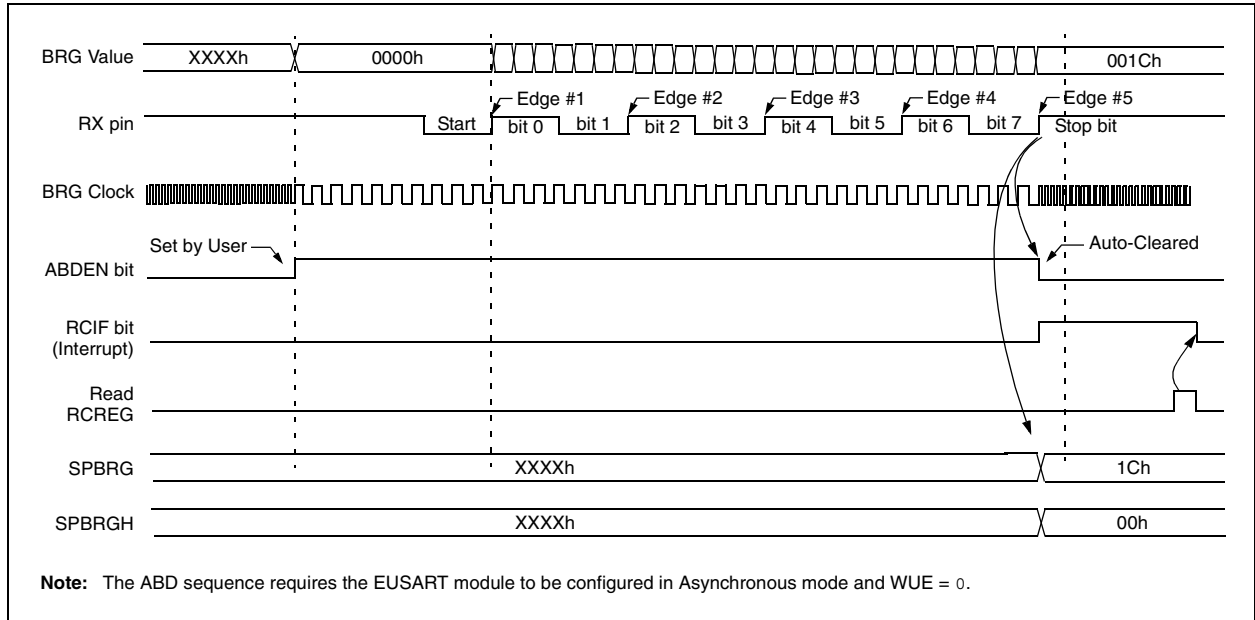 BRG Value XXXXh 0000h 001Ch
Edge #1 Edge #2 Edge #3 Edge #4 Edge #5
RX pin Start bit 0 bit 1 bit 2 bit 3 bit 4 bit 5 bit 6 bit 7 Stop bit
BRG Clock
Set by User Auto-Cleared
ABDEN bit
RCIF bit
(Interrupt)
Read
RCREG
SPBRG XXXXh 1Ch
SPBRGH XXXXh 00h
Note: The ABD sequence requires the EUSART module to be configured in Asynchronous mode and WUE = 0.